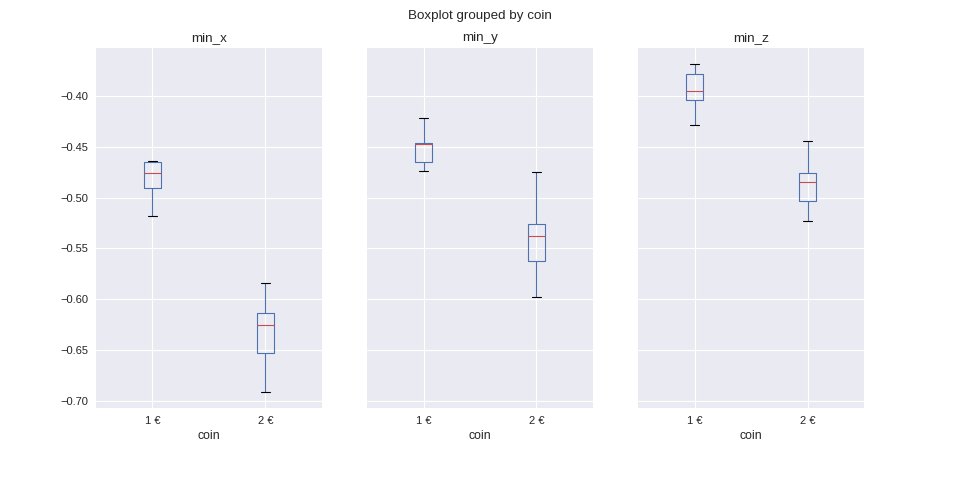 Boxplot grouped by coin
min_x
min_y
min_z
−0.40
−0.45
−0.50
−0.55
−0.60
−0.65
−0.70
1 €
2 €
1 €
2 €
1 €
2 €
coin
coin
coin